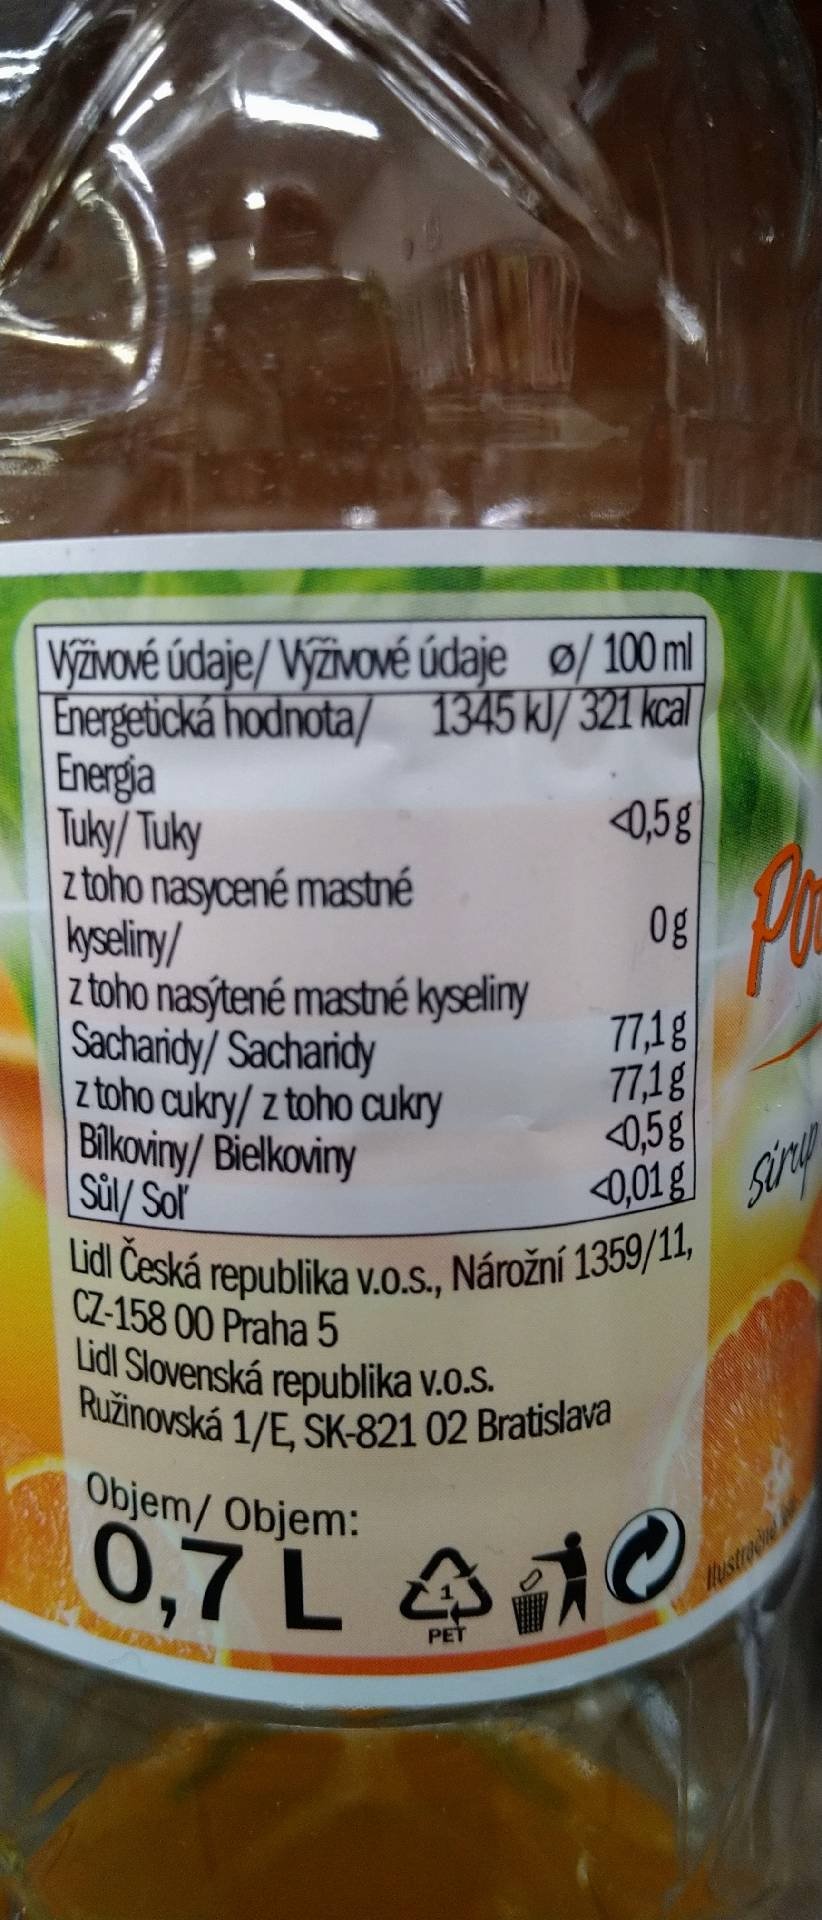 Výživové údaje/ Výživové údaje ø/ 100 ml
Energetická hodnota/ 1345 kJ/ 321 kcal
Energia
Tuky/ Tuky <0,5 g
z toho nasycené mastné
kyseliny/ 0 g
z toho nasýtené mastné kyseliny
Sacharidy/ Sacharidy 77,1 g
z toho cukry/ z toho cukry 77,1 g
Bílkoviny/ Bielkoviny <0,5 g
Sůl/ Soľ <0,01 g
Lidl Česká republika v.o.s., Nárožní 1359/11,
CZ-158 00 Praha 5
Lidl Slovenská republika v.o.s.
Ružinovská 1/E, SK-821 02 Bratislava
Objem/ Objem:
0,7 L
1
PET
sirup